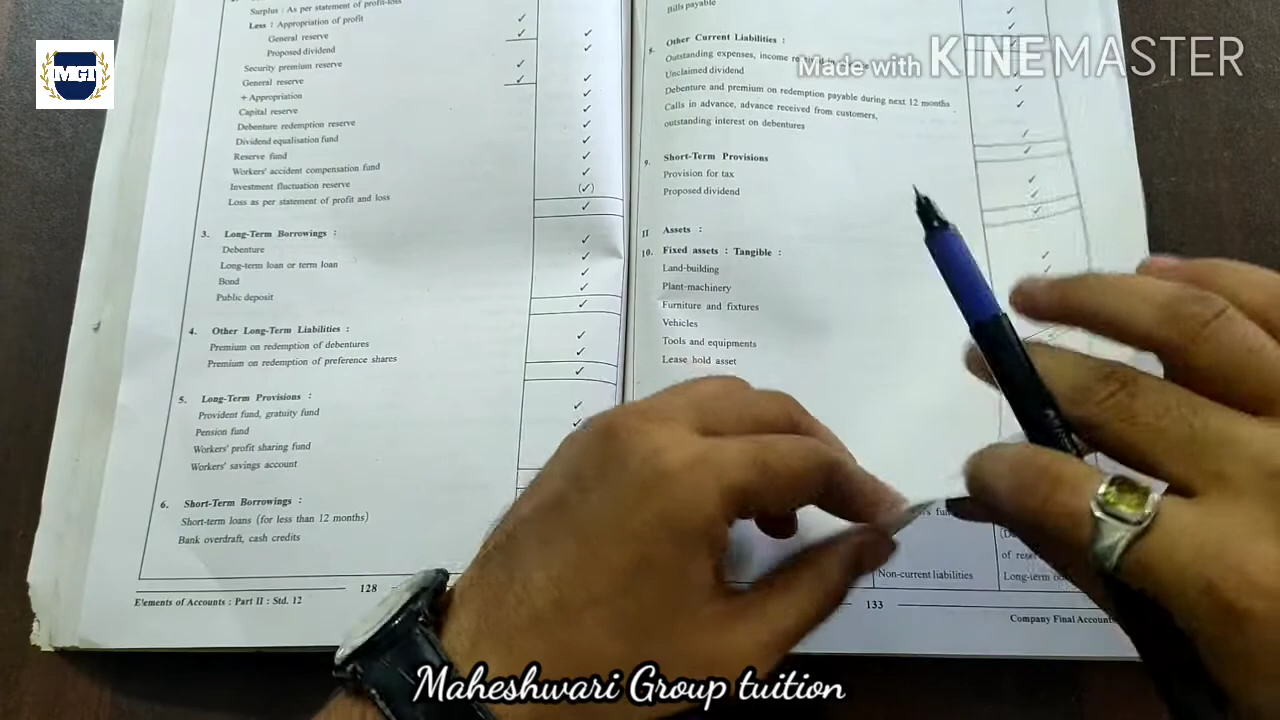 MGI
Surplus : As per statement of profit-loss
Less : Appropriation of profit
General reserve
Proposed dividend
Security premium reserve
General reserve
+ Appropriation
Capital reserve
Debenture redemption reserve
Dividend equalisation fund
Reserve fund
Workers' accident compensation fund
Investment fluctuation reserve
Loss as per statement of profit and loss
3. Long-Term Borrowings :
Debenture
Long-term loan or term loan
Bond
Public deposit
4. Other Long-Term Liabilities :
Premium on redemption of debentures
Premium on redemption of preference shares
5. Long-Term Provisions :
Provident fund, gratuity fund
Pension fund
Workers' profit sharing fund
Workers' savings account
6. Short-Term Borrowings :
Short-term loans (for less than 12 months)
Bank overdraft, cash credits
128
Elements of Accounts : Part II : Std. 12
Bills payable
8. Other Current Liabilities :
Outstanding expenses, income
Unclaimed dividend
Debenture and premium on redemption payable during next 12 months
Calls in advance, advance received from customers,
outstanding interest on debentures
9. Short-Term Provisions
Provision for tax
Proposed dividend
II Assets :
10. Fixed assets : Tangible :
Land-building
Plant-machinery
Furniture and fixtures
Vehicles
Tools and equipments
Lease hold asset
of
Non-current liabilities
Long-term
133
Company Final
Made with KINEMASTER
Maheshwari Group tuition